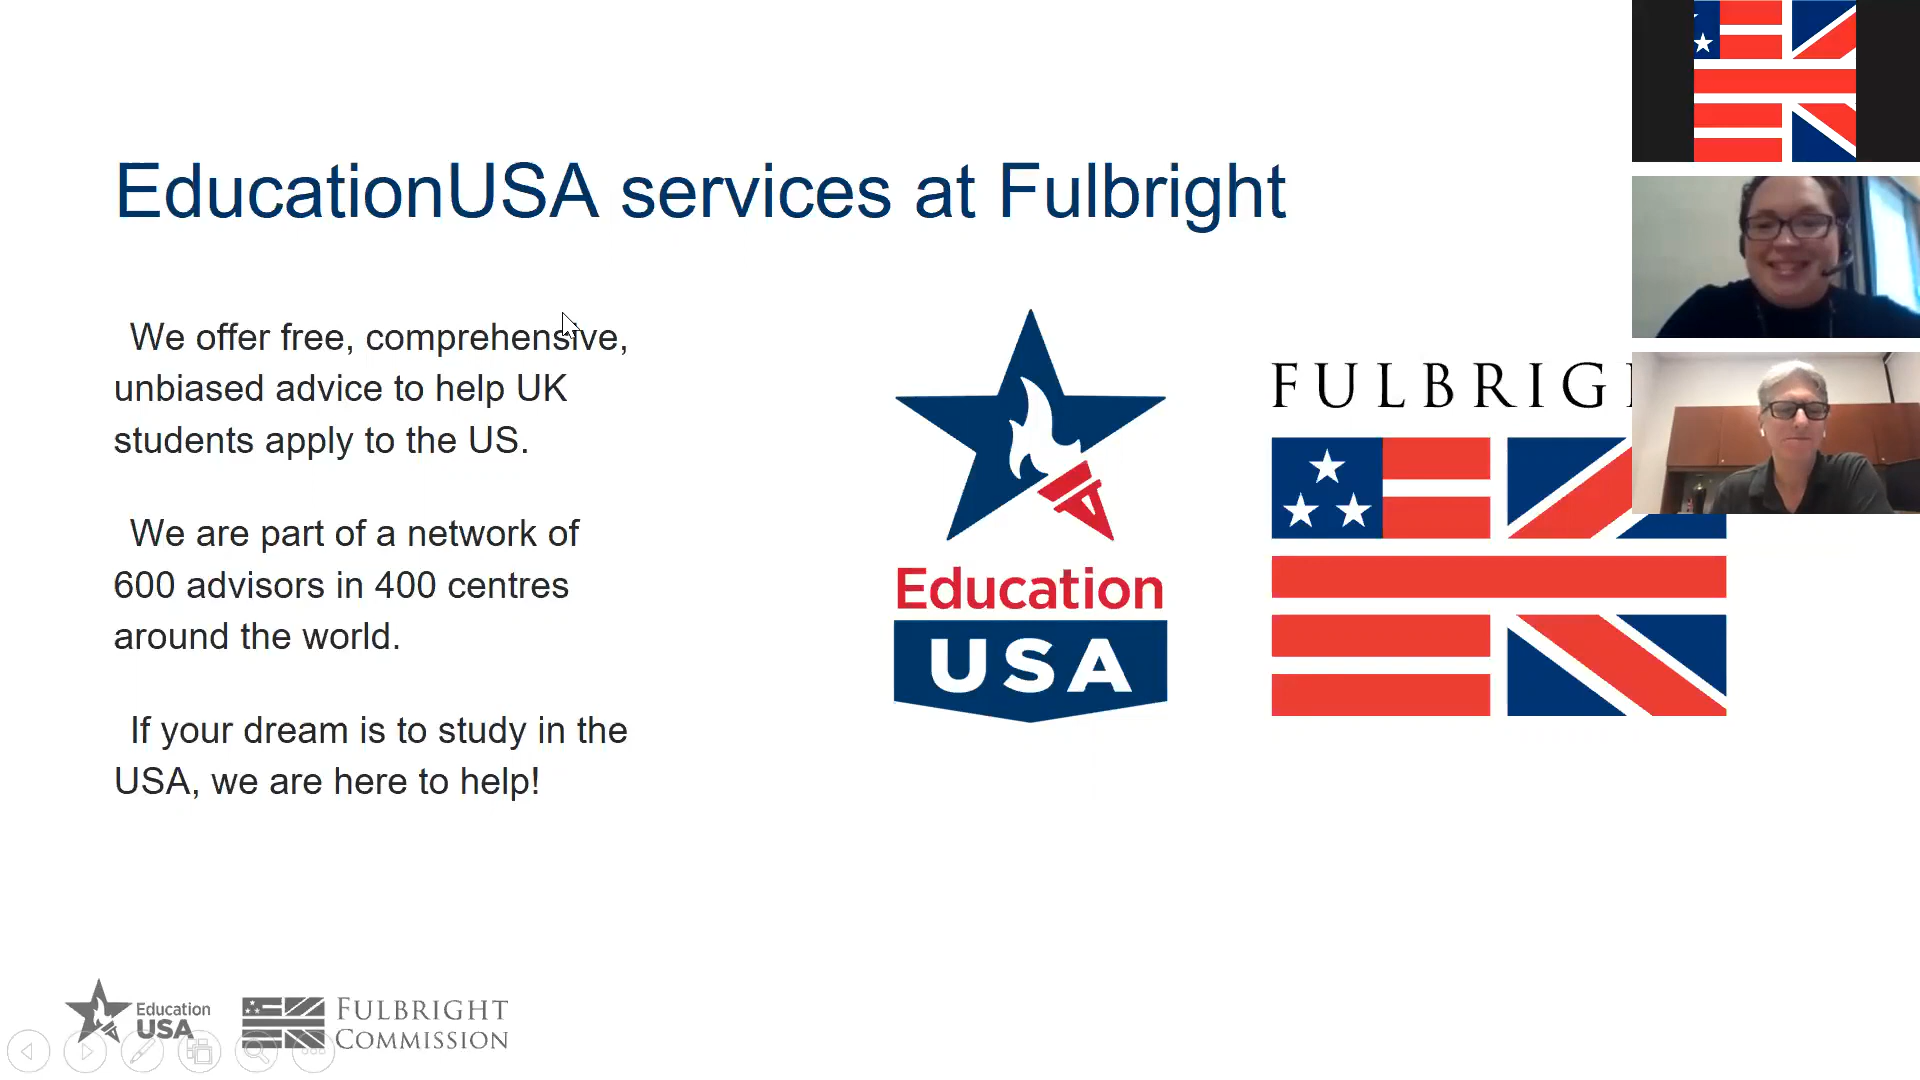 EducationUSA services at Fulbright
We offer free, comprehensive,
unbiased advice to help UK
students apply to the US.
We are part of a network of
600 advisors in 400 centres
around the world.
If your dream is to study in the
USA, we are here to help!
Education
USA
FULBRIG
Education
USA
FULBRIGHT
COMMISSION